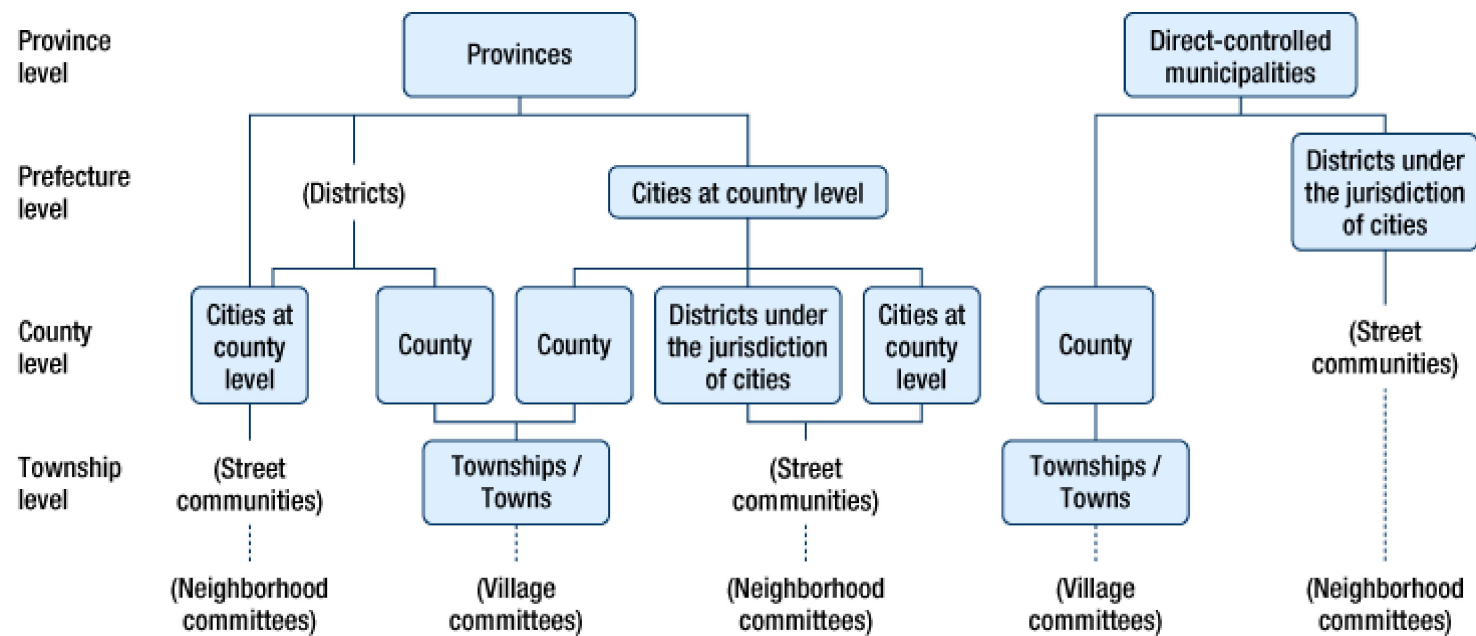 Province
level
Provinces
Direct-controlled
municipalities
Prefecture
level
(Districts)
Cities at country level
Districts under
the jurisdiction
of cities
County
level
Cities at
county
level
County
County
Districts under
the jurisdiction
of cities
Cities at
county
level
County
(Street
communities)
Township
level
(Street
communities)
Townships /
Towns
(Street
communities)
Townships /
Towns
(Neighborhood
committees)
(Village
committees)
(Neighborhood
committees)
(Village
committees)
(Neighborhood
committees)